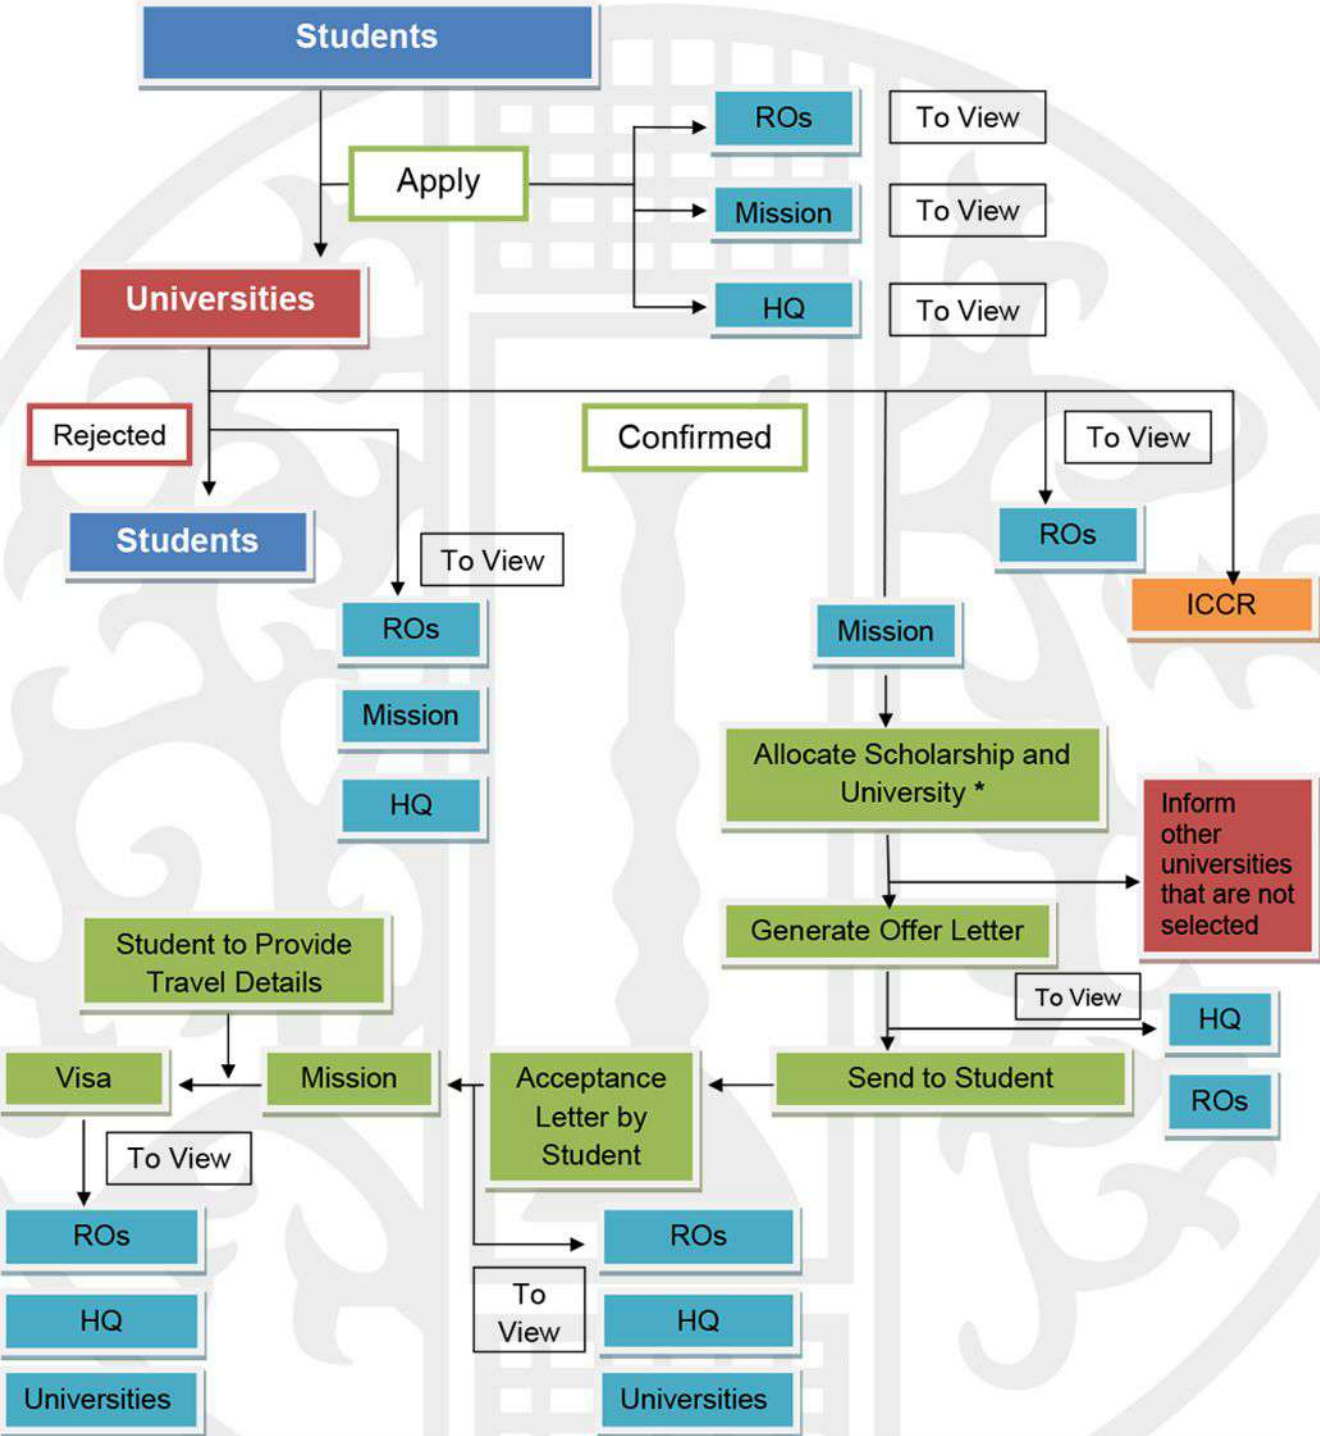 Students
ROs
To View
Apply
Mission
To View
Universities
HQ
To View
Rejected
Confirmed
To View
Students
To View
ROs
ICCR
ROs
Mission
Mission
HQ
Allocate Scholarship and
University *
Inform
other
universities
that are not
selected
Generate Offer Letter
Student to Provide
Travel Details
To View
HQ
ROs
Visa
Mission
Acceptance
Letter by
Student
Send to Student
To View
ROs
HQ
Universities
To
View
ROs
HQ
Universities